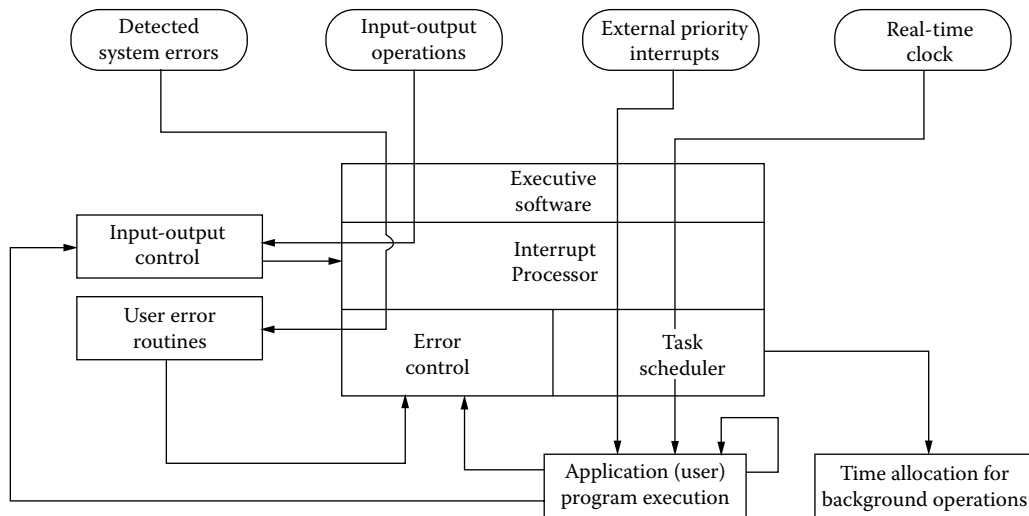 Detected
system errors
Input-output
operations
External priority
interrupts
Real-time
clock
Executive
software
Input-output
control
Interrupt
Processor
User error
routines
Error
control
Task
scheduler
Application (user)
program execution
Time allocation for
background operations